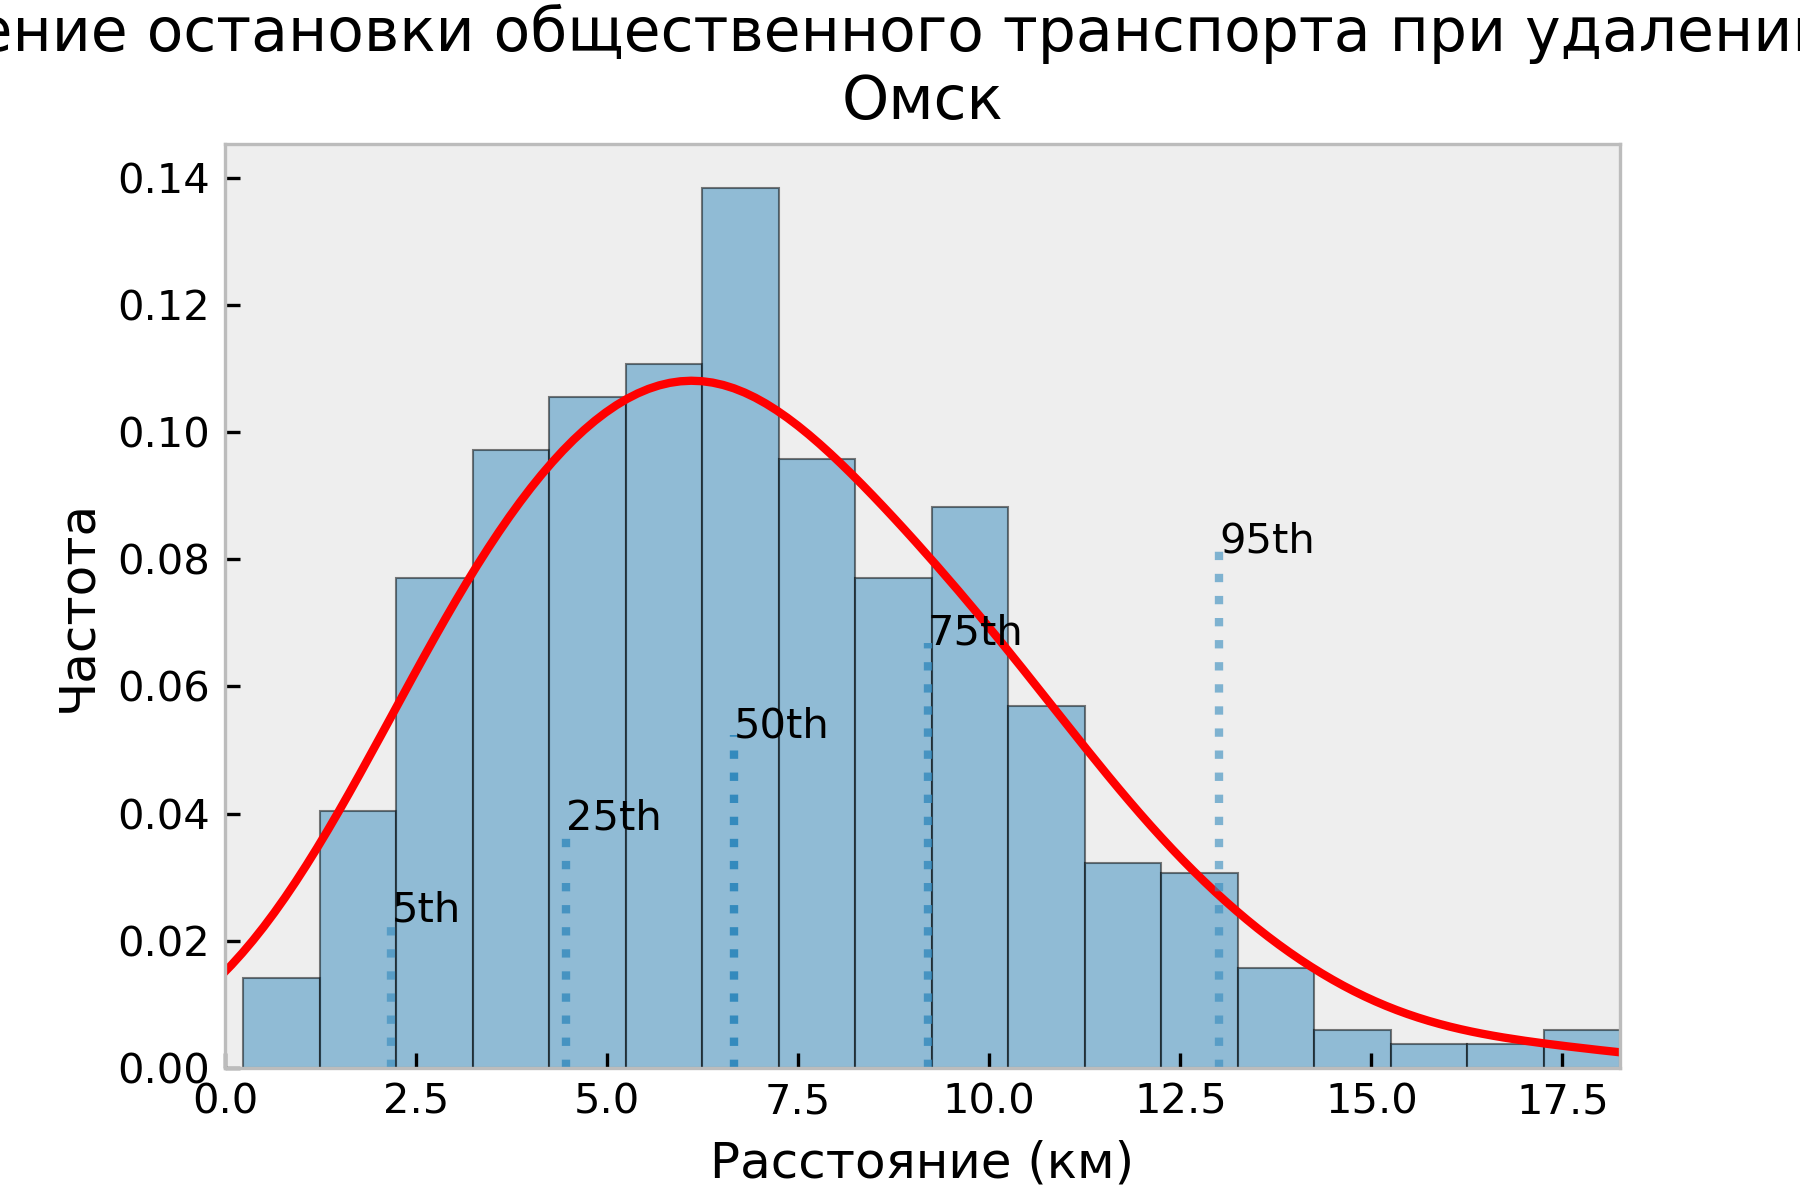 ение остановки общественного транспорта при удалени
Омск
0.14
0.12
0.10
0.08
0.06
0.04
0.02
0.00
Частота
5th
25th
50th
75th
95th
0.0 2.5 5.0 7.5 10.0 12.5 15.0 17.5
Расстояние (км)